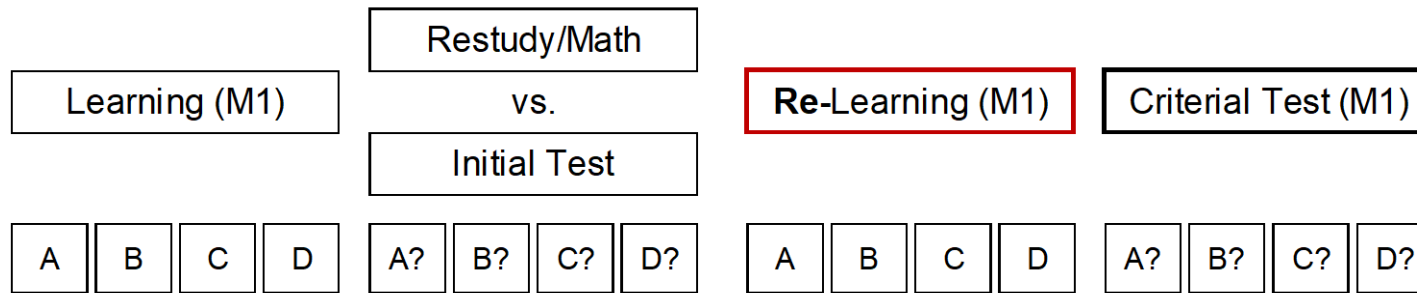 Restudy/Math
Learning (M1)
vs.
Re-Learning (M1)
Criterial Test (M1)
Initial Test
A B C D A? B? C? D? A B C D A? B? C? D?